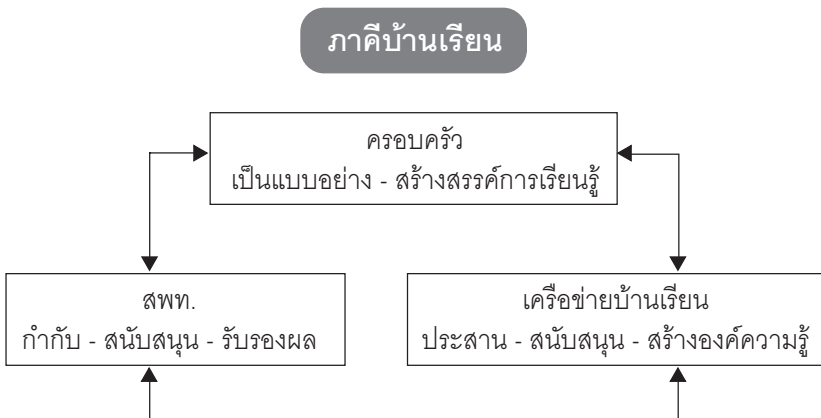 ภาคีบ้านเรียน
ครอบครัว
เป็นแบบอย่าง - สร้างสรรค์การเรียนรู้
สพท.
กำกับ - สนับสนุน - รับรองผล
เครือข่ายบ้านเรียน
ประสาน - สนับสนุน - สร้างองค์ความรู้